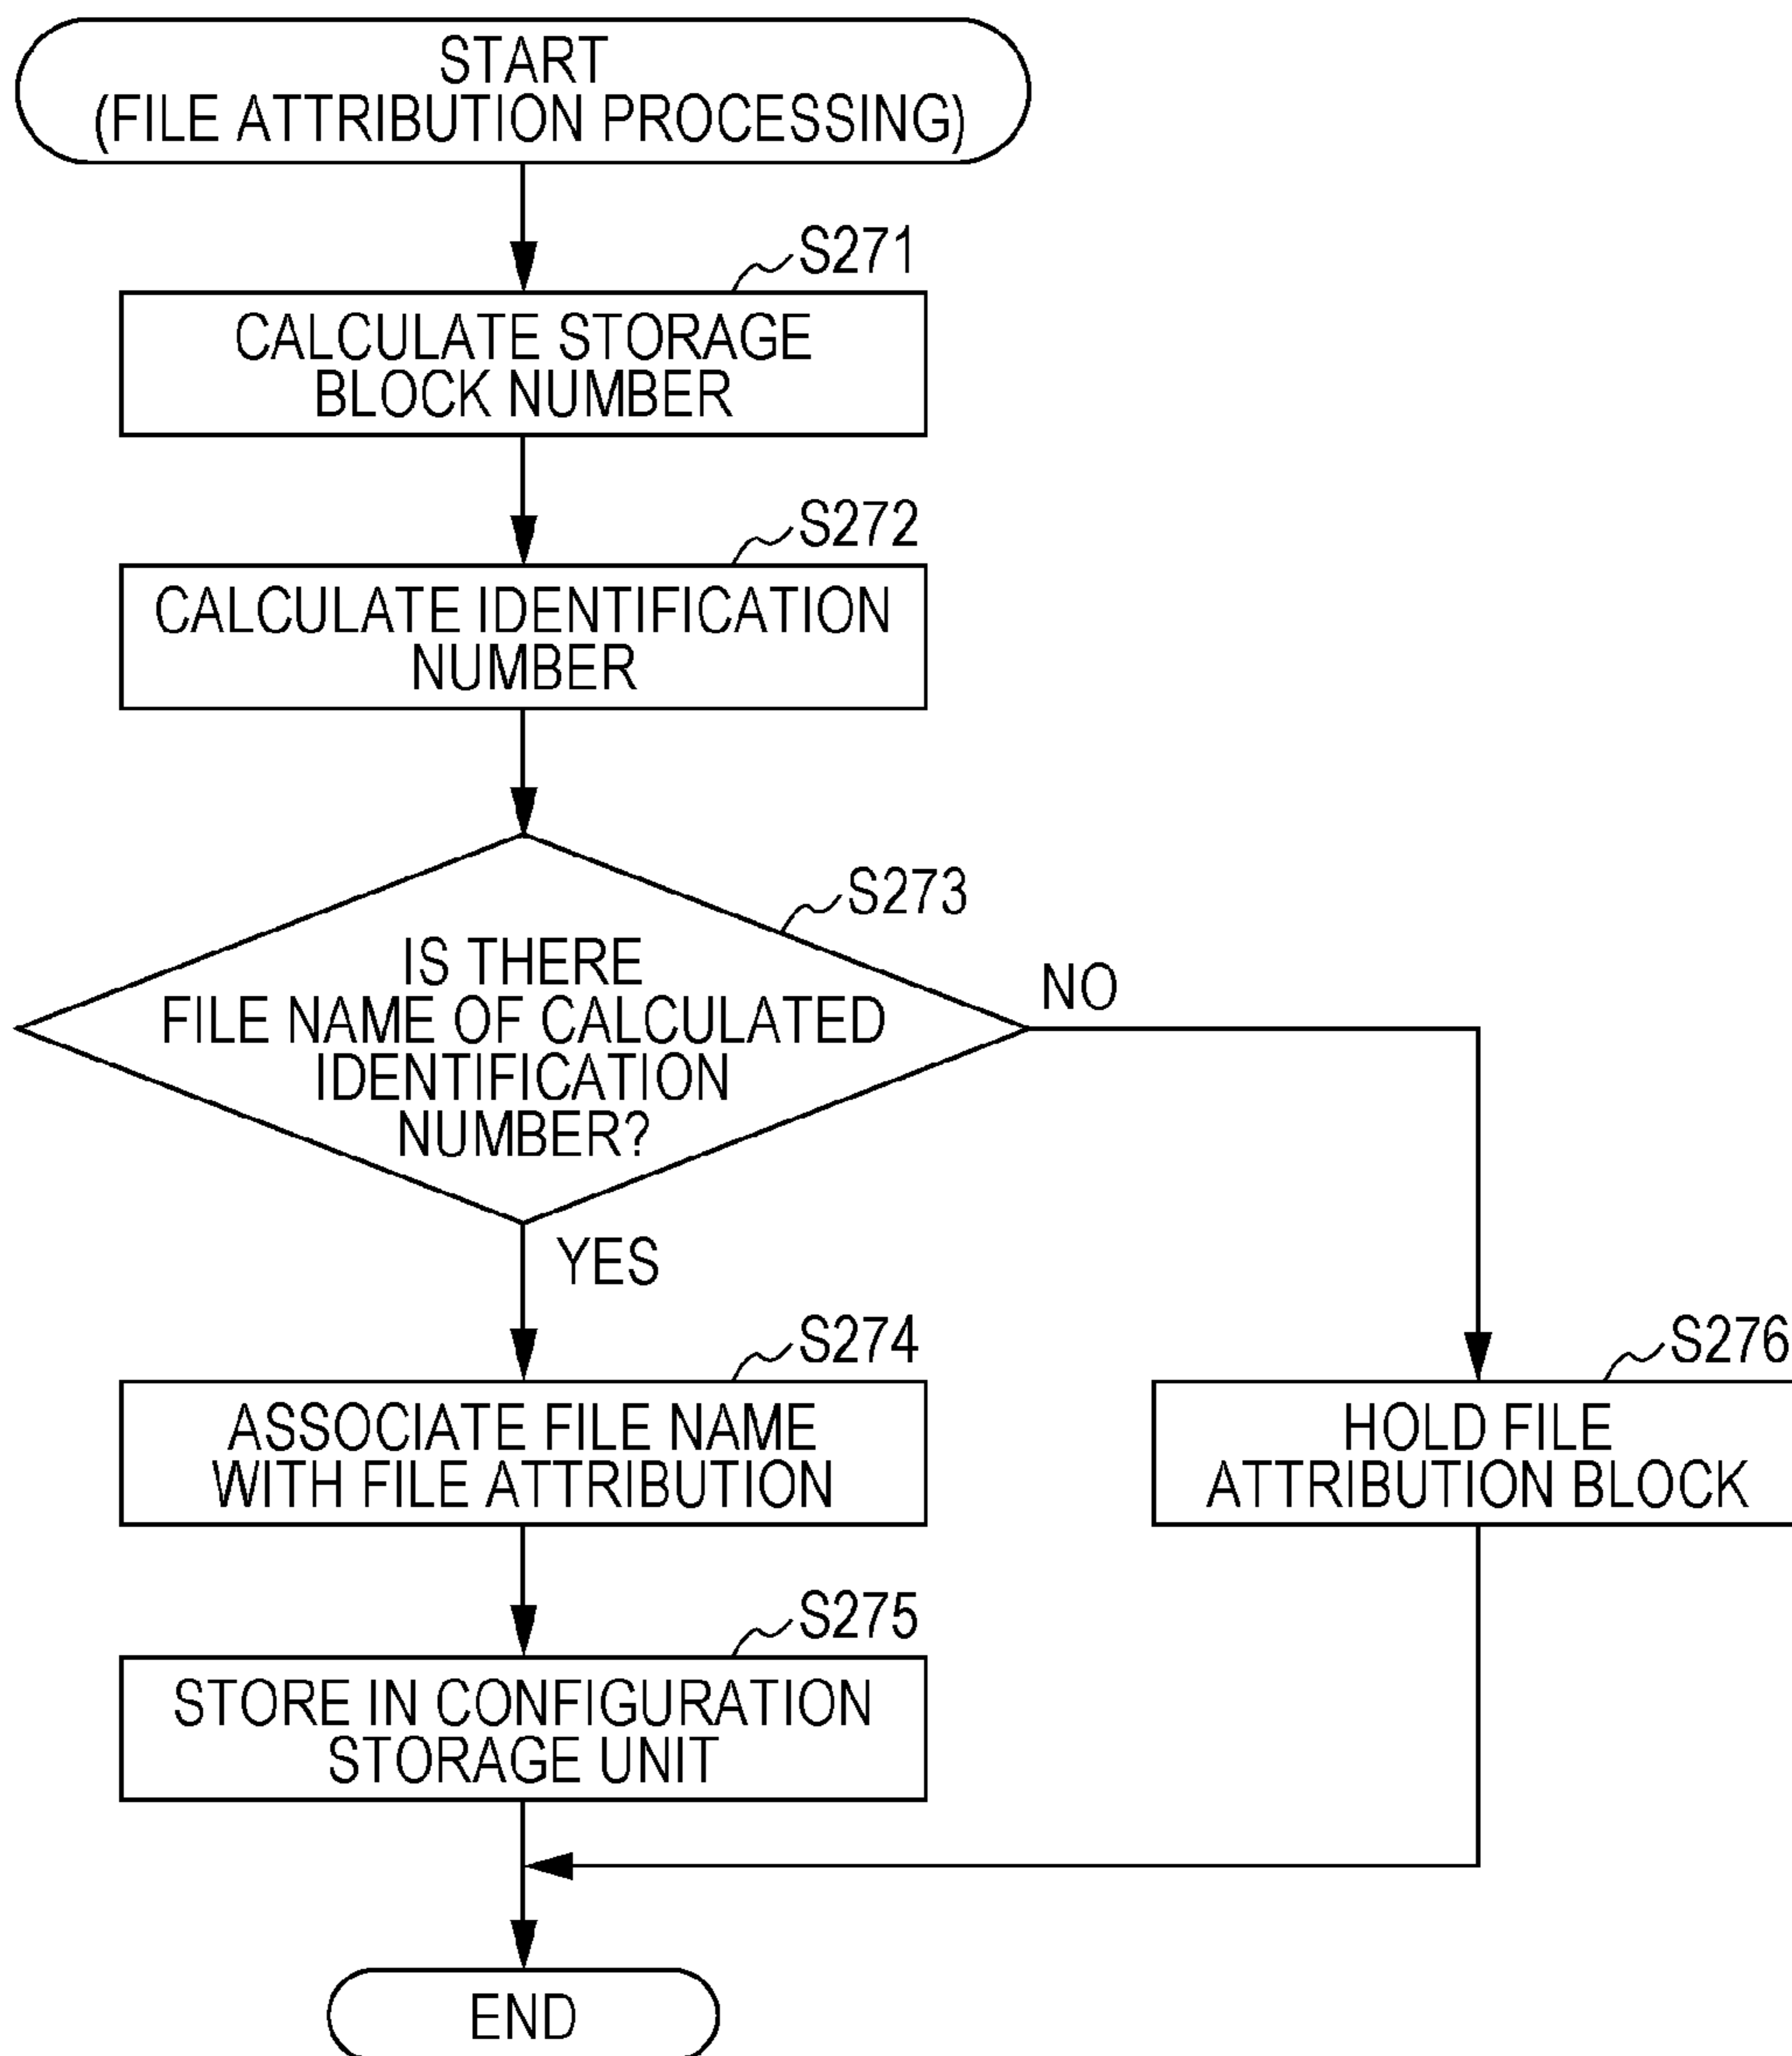 START
(FILE ATTRIBUTION PROCESSING)
S271
CALCULATE STORAGE
BLOCK NUMBER
S272
CALCULATE IDENTIFICATION
NUMBER
S273
IS THERE
FILE NAME OF CALCULATED
IDENTIFICATION
NUMBER?
NO
YES
S274
ASSOCIATE FILE NAME
WITH FILE ATTRIBUTION
S276
HOLD FILE
ATTRIBUTION BLOCK
S275
STORE IN CONFIGURATION
STORAGE UNIT
END